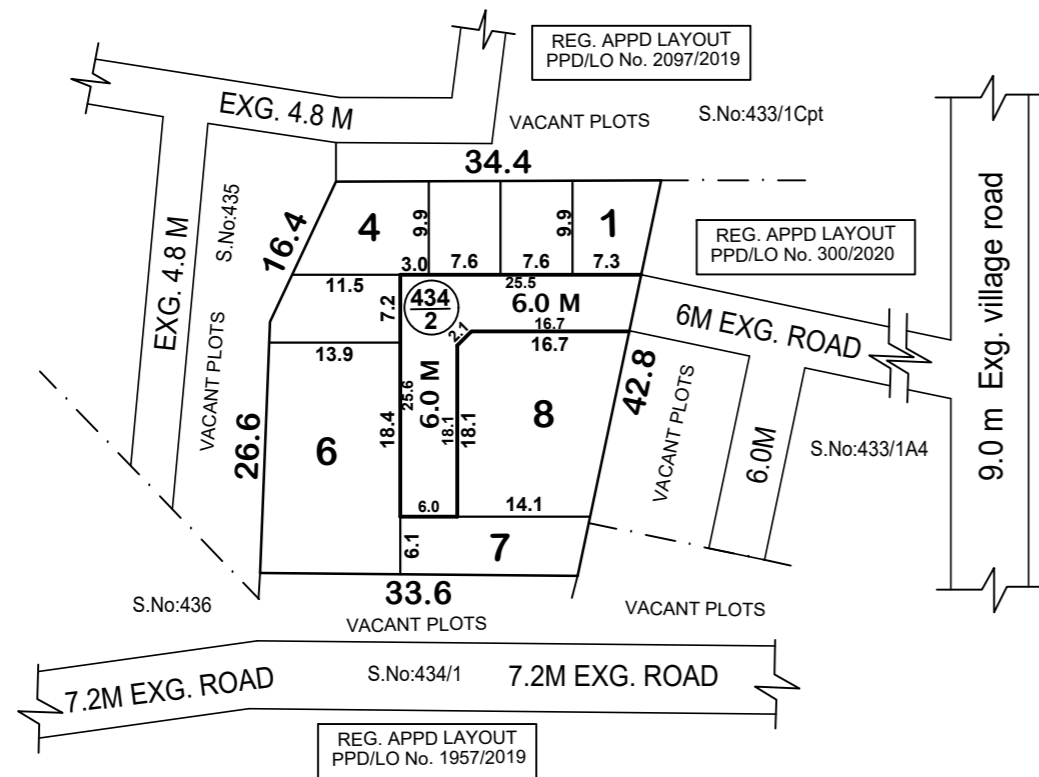 REG. APPD LAYOUT
PPD/LO No. 2097/2019
EXG. 4.8 M
VACANT PLOTS
S.No:433/1Cpt
34.4
S.No:435
16.4
4
9.9
9.9
1
3.0
7.6
7.6
7.3
REG. APPD LAYOUT
PPD/LO No. 300/2020
9.0 m Exg. village road
EXG. 4.8 M
11.5
7.2
434
2
25.5
6.0 M
16.7
2.1
16.7
6M EXG. ROAD
VACANT PLOTS
13.9
26.6
6
18.4
25.6
6.0 M
18.1
18.1
8
42.8
VACANT PLOTS
6.0M
S.No:433/1A4
6.0
14.1
6.1
7
33.6
S.No:436
VACANT PLOTS
VACANT PLOTS
7.2M EXG. ROAD
S.No:434/1
7.2M EXG. ROAD
REG. APPD LAYOUT
PPD/LO No. 1957/2019